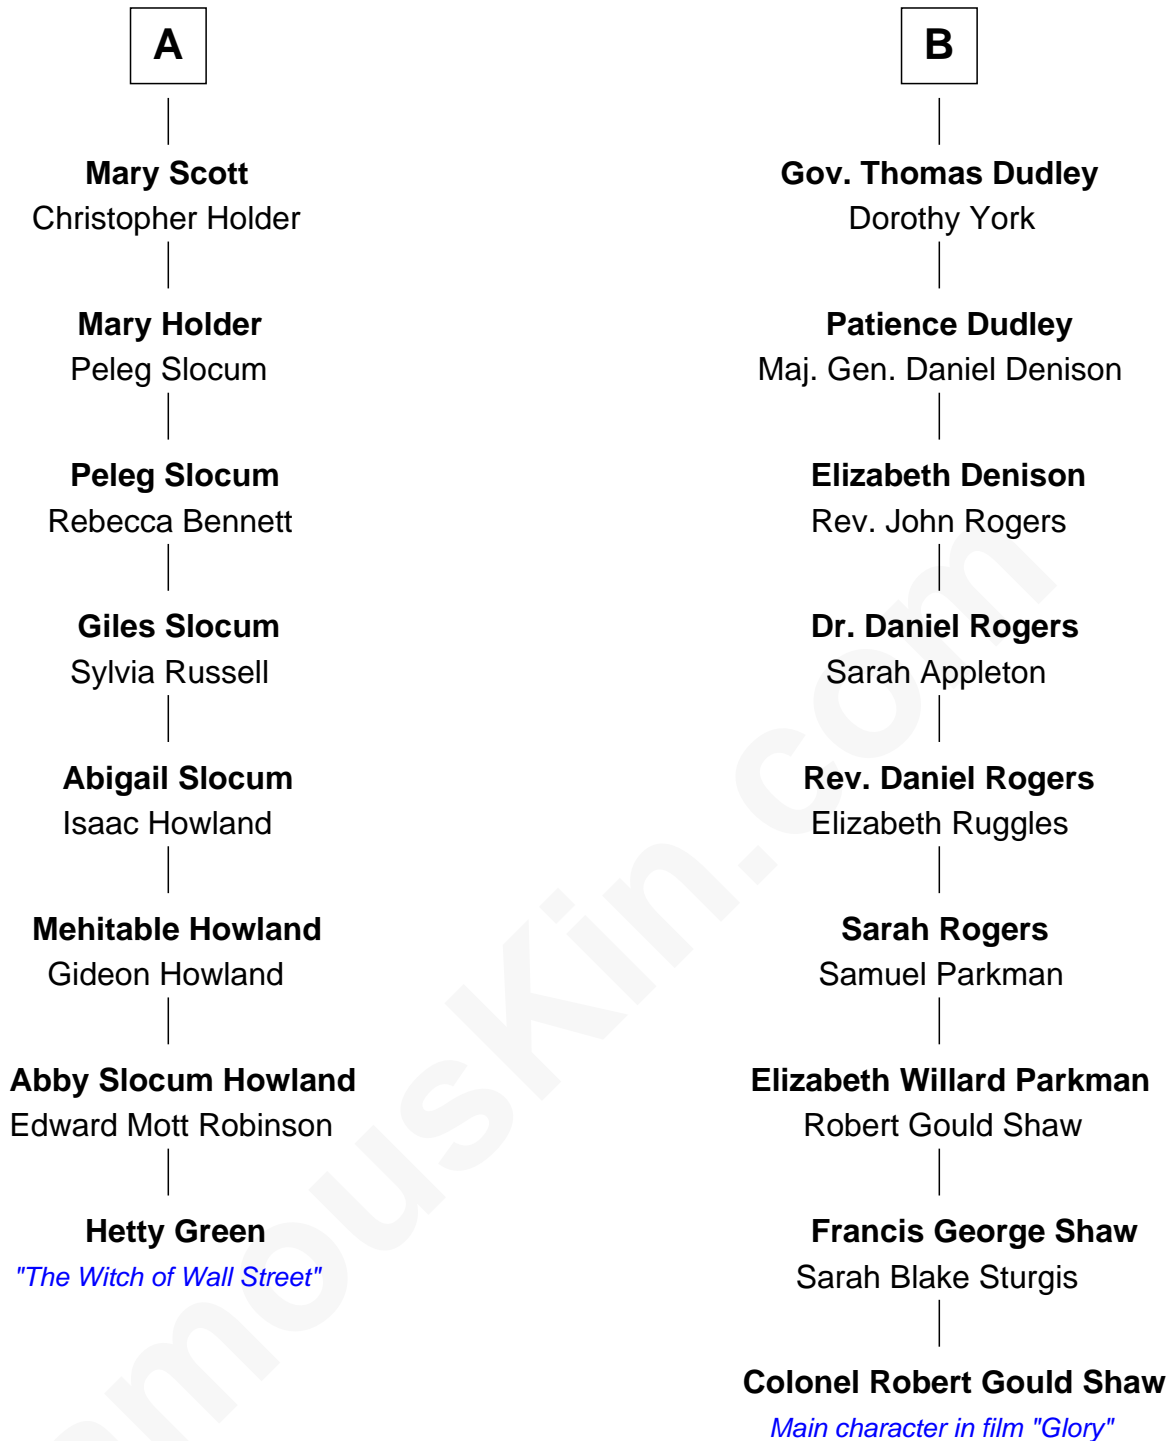 A
Mary Scott
Christopher Holder
Mary Holder
Peleg Slocum
Peleg Slocum
Rebecca Bennett
Giles Slocum
Sylvia Russell
Abigail Slocum
Isaac Howland
Mehitable Howland
Gideon Howland
Abby Slocum Howland
Edward Mott Robinson
Hetty Green
"The Witch of Wall Street"
B
Gov. Thomas Dudley
Dorothy York
Patience Dudley
Maj. Gen. Daniel Denison
Elizabeth Denison
Rev. John Rogers
Dr. Daniel Rogers
Sarah Appleton
Rev. Daniel Rogers
Elizabeth Ruggles
Sarah Rogers
Samuel Parkman
Elizabeth Willard Parkman
Robert Gould Shaw
Francis George Shaw
Sarah Blake Sturgis
Colonel Robert Gould Shaw
Main character in film "Glory"
amousKin.com